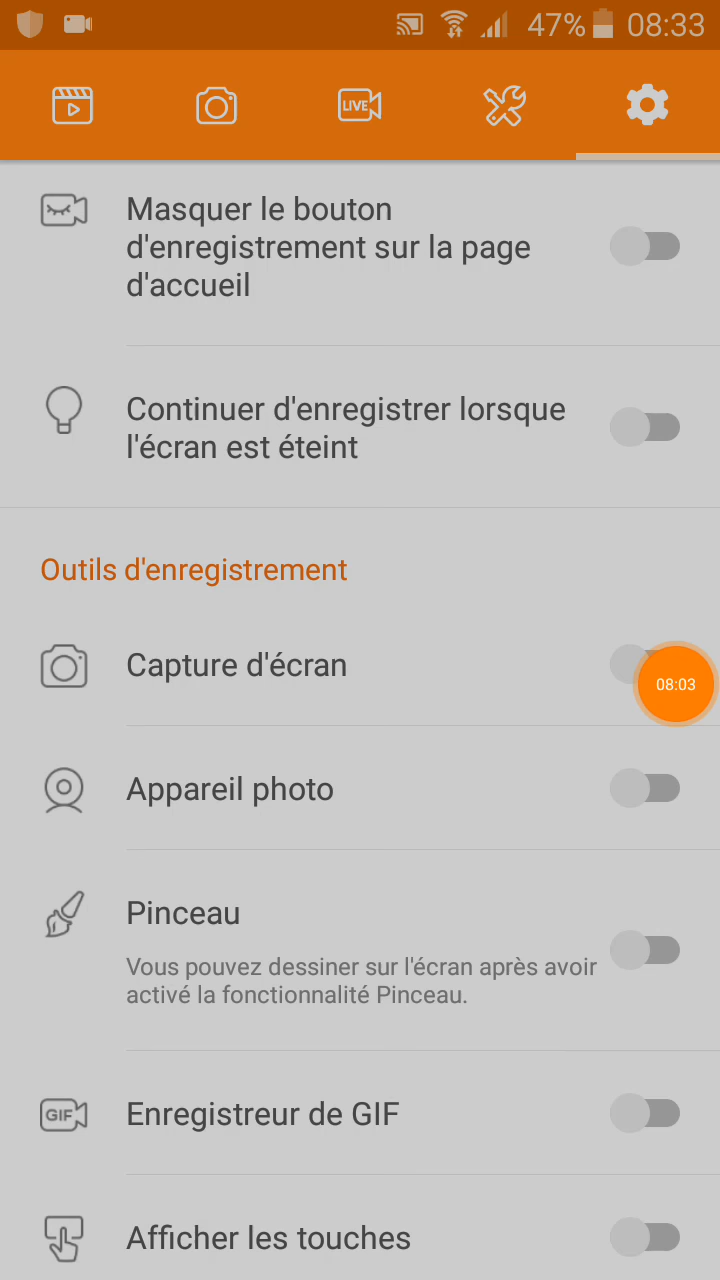 47% 08:33
LIVE
Masquer le bouton
d'enregistrement sur la page
d'accueil
Continuer d'enregistrer lorsque
l'écran est éteint
Outils d'enregistrement
Capture d'écran
08:03
Appareil photo
Pinceau
Vous pouvez dessiner sur l'écran après avoir
activé la fonctionnalité Pinceau.
GIF
Enregistreur de GIF
Afficher les touches